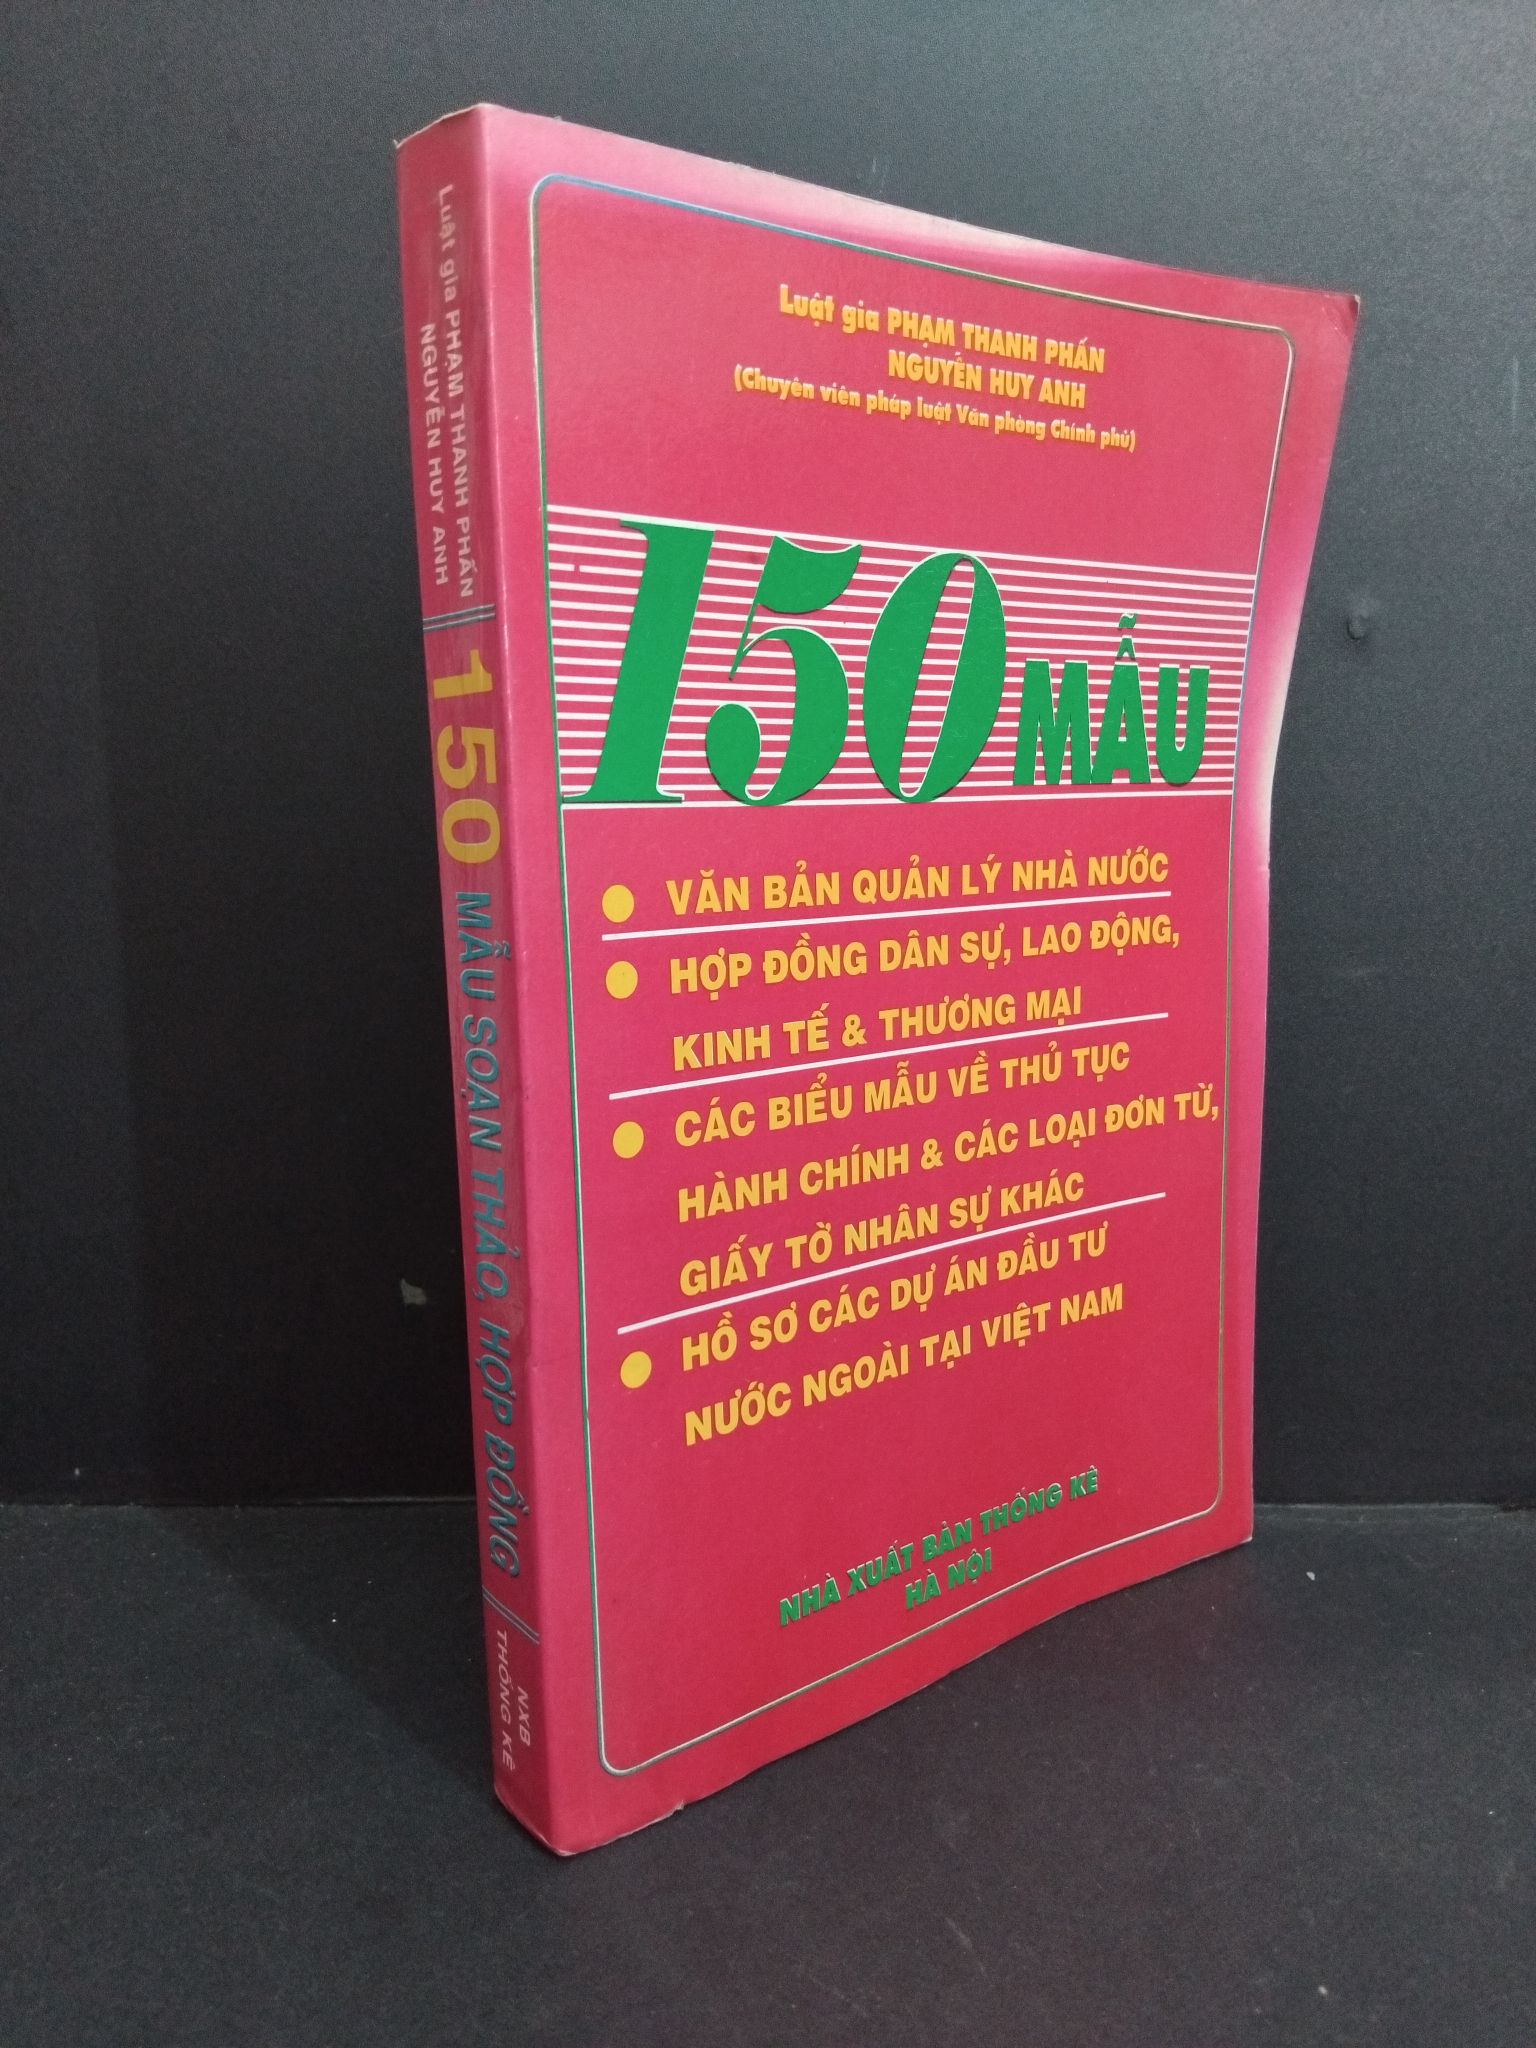 Luật gia PHẠM THANH PHẤN
NGUYỄN HUY ANH
150 MẪU SOẠN THẢO, HỢP ĐỒNG
NXB
THỐNG KÊ
Luật gia PHẠM THANH PHẤN
NGUYỄN HUY ANH
(Chuyên viên pháp luật Văn phòng Chính phủ)
150 MẪU
● VĂN BẢN QUẢN LÝ NHÀ NƯỚC
● HỢP ĐỒNG DÂN SỰ, LAO ĐỘNG,
KINH TẾ & THƯƠNG MẠI
● CÁC BIỂU MẪU VỀ THỦ TỤC
HÀNH CHÍNH & CÁC LOẠI ĐƠN TỪ,
GIẤY TỜ NHÂN SỰ KHÁC
● HỒ SƠ CÁC DỰ ÁN ĐẦU TƯ
NƯỚC NGOÀI TẠI VIỆT NAM
NHÀ XUẤT BẢN THỐNG KÊ
HÀ NỘI